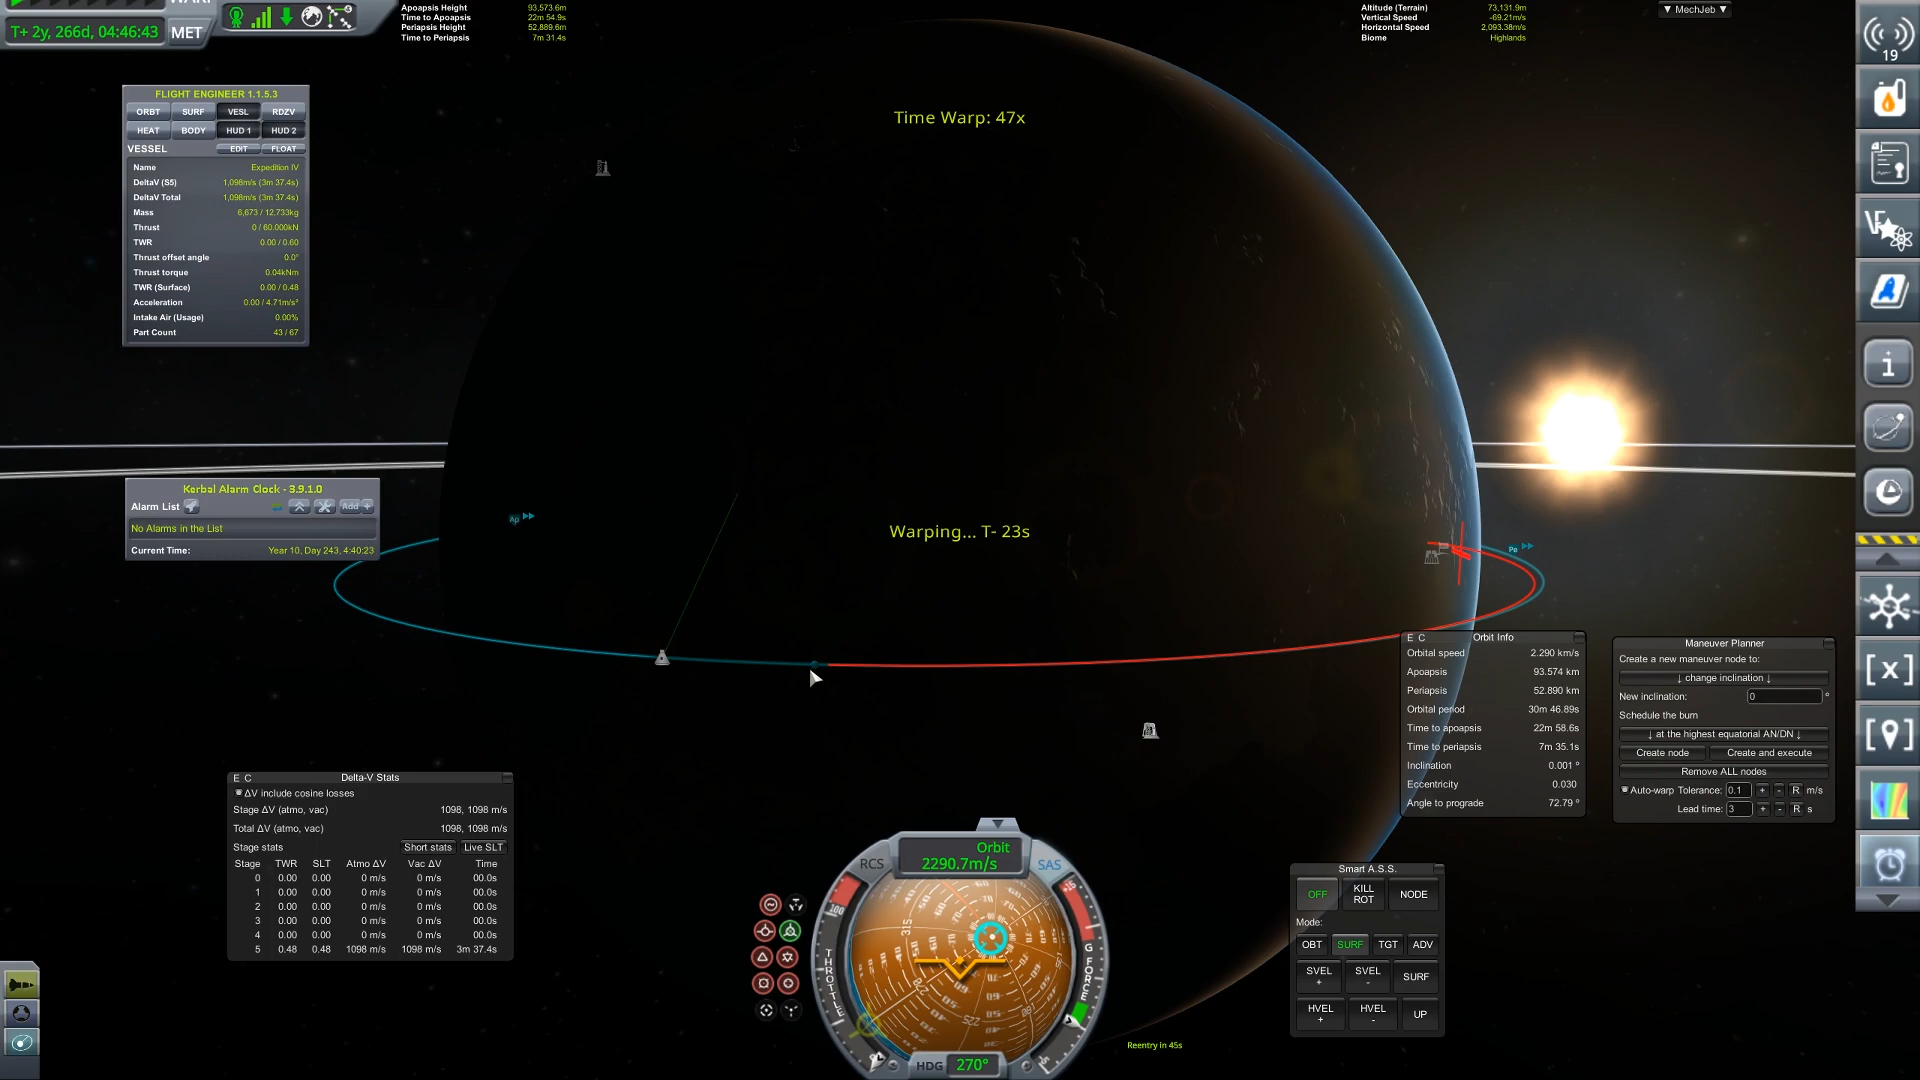 WARP
T+ 2y, 266d, 04:46:43 MET
Apoapsis Height 93,573.6m
Time to Apoapsis 22m 54.9s
Periapsis Height 52,889.6m
Time to Periapsis 7m 31.4s
Altitude (Terrain) 73,131.9m
Vertical Speed -69.21m/s
Horizontal Speed 2,093.38m/s
Biome Highlands
▼ MechJeb ▼
19
FLIGHT ENGINEER 1.1.5.3
ORBT SURF VESL RDZV
HEAT BODY HUD 1 HUD 2
VESSEL EDIT FLOAT
Name Expedition IV
DeltaV (S5) 1,098m/s (3m 37.4s)
DeltaV Total 1,098m/s (3m 37.4s)
Mass 6,673 / 12,733kg
Thrust 0 / 60.000kN
TWR 0.00 / 0.60
Thrust offset angle 0.0°
Thrust torque 0.04kNm
TWR (Surface) 0.00 / 0.48
Acceleration 0.00 / 4.71m/s²
Intake Air (Usage) 0.00%
Part Count 43 / 67
Time Warp: 47x
Kerbal Alarm Clock - 3.9.1.0
Alarm List Add +
No Alarms in the List
Current Time: Year 10, Day 243, 4:40:23
Ap
Warping... T- 23s
Pe
E C Orbit Info
Orbital speed 2.290 km/s
Apoapsis 93.574 km
Periapsis 52.890 km
Orbital period 30m 46.89s
Time to apoapsis 22m 58.6s
Time to periapsis 7m 35.1s
Inclination 0.001 °
Eccentricity 0.030
Angle to prograde 72.79 °
Maneuver Planner
Create a new maneuver node to:
↓ change inclination ↓
New inclination: 0 °
Schedule the burn
↓ at the highest equatorial AN/DN ↓
Create node Create and execute
Remove ALL nodes
Auto-warp Tolerance: 0.1 + - R m/s
Lead time: 3 + - R s
E C Delta-V Stats
ΔV include cosine losses
Stage ΔV (atmo, vac) 1098, 1098 m/s
Total ΔV (atmo, vac) 1098, 1098 m/s
Stage stats Short stats Live SLT
Stage TWR SLT Atmo ΔV Vac ΔV Time
0 0.00 0.00 0 m/s 0 m/s 00.0s
1 0.00 0.00 0 m/s 0 m/s 00.0s
2 0.00 0.00 0 m/s 0 m/s 00.0s
3 0.00 0.00 0 m/s 0 m/s 00.0s
4 0.00 0.00 0 m/s 0 m/s 00.0s
5 0.48 0.48 1098 m/s 1098 m/s 3m 37.4s
RCS Orbit SAS
2290.7m/s
100
THROTTLE
G FORCE
+15
HDG 270°
Reentry in 45s
Smart A.S.S.
OFF KILL ROT NODE
Mode:
OBT SURF TGT ADV
SVEL + SVEL - SURF
HVEL + HVEL - UP